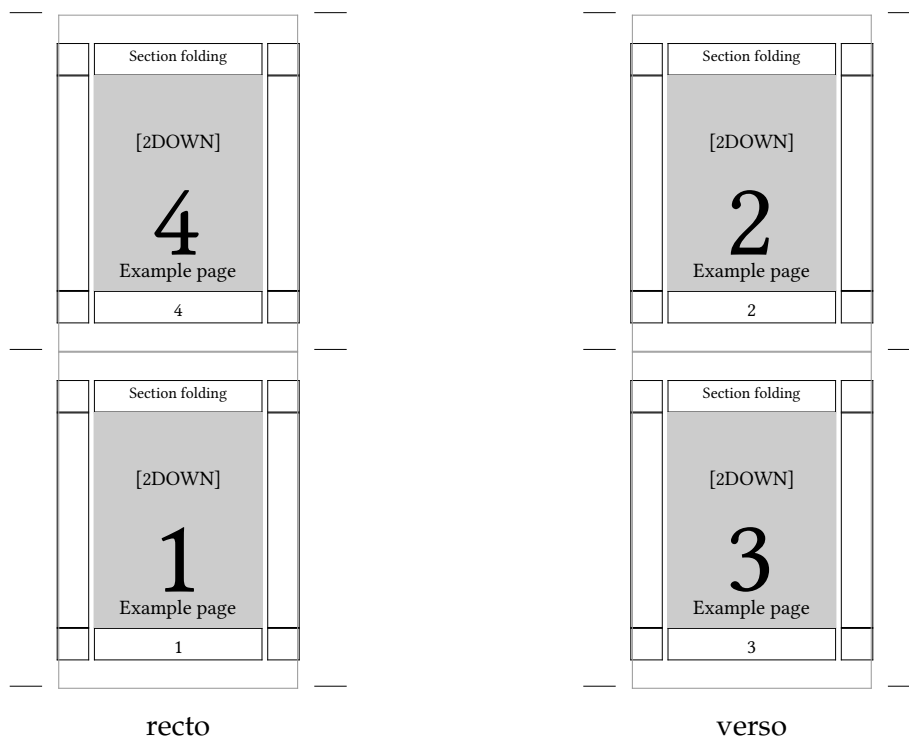 Section folding
[2DOWN]
4
Example page
4
Section folding
[2DOWN]
1
Example page
1
recto
Section folding
[2DOWN]
2
Example page
2
Section folding
[2DOWN]
3
Example page
3
verso